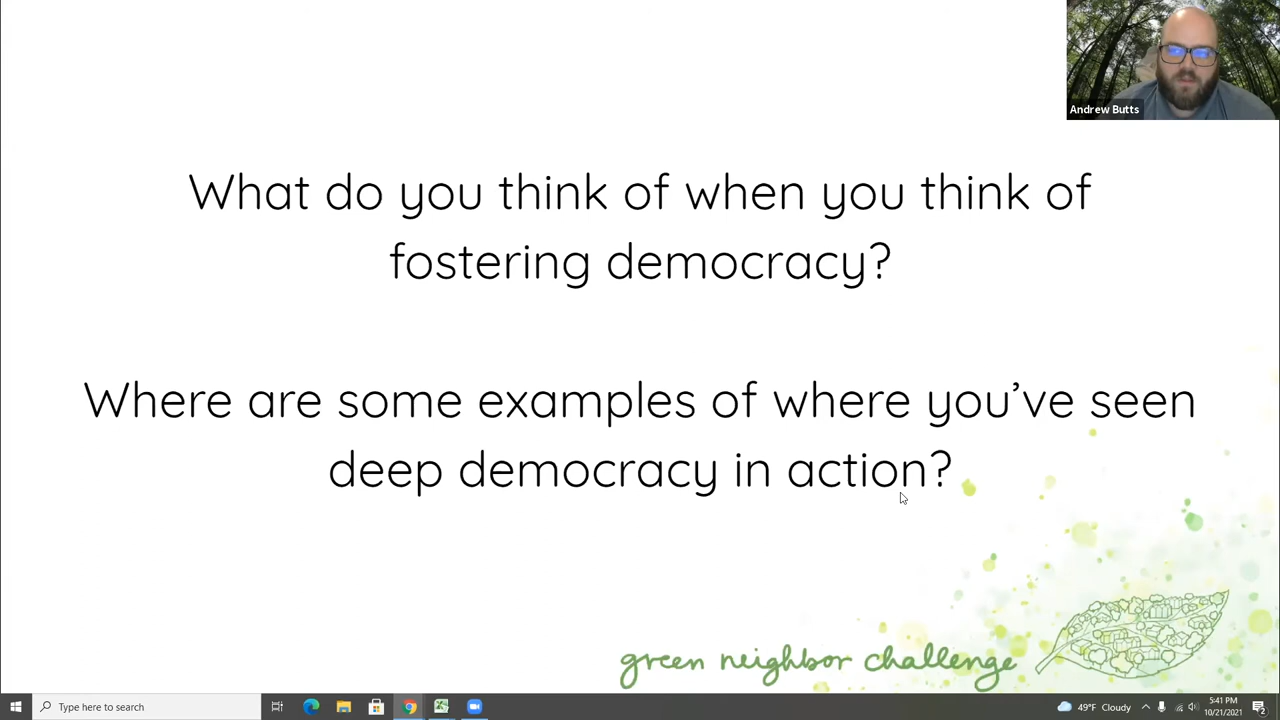 Andrew Butts
What do you think of when you think of
fostering democracy?
Where are some examples of where you’ve seen
deep democracy in action?
green neighbor challenge
Type here to search
49°F Cloudy
5:41 PM
10/21/2021
2